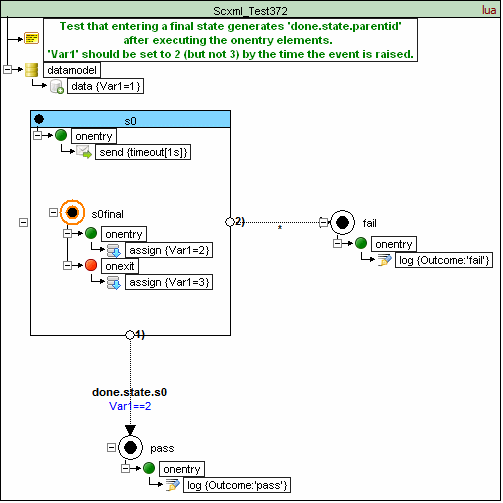 Scxml_Test372
lua
Test that entering a final state generates 'done.state.parentid'
after executing the onentry elements.
'Var1' should be set to 2 (but not 3) by the time the event is raised.
datamodel
data {Var1=1}
s0
onentry
send {timeout[1s]}
s0final
onentry
assign {Var1=2}
onexit
assign {Var1=3}
2)
*
fail
onentry
log {Outcome:'fail'}
1)
done.state.s0
Var1==2
pass
onentry
log {Outcome:'pass'}